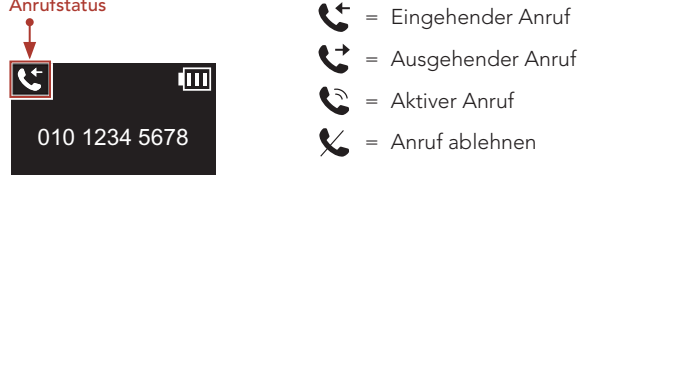 Anrufstatus
010 1234 5678
= Eingehender Anruf
= Ausgehender Anruf
= Aktiver Anruf
= Anruf ablehnen